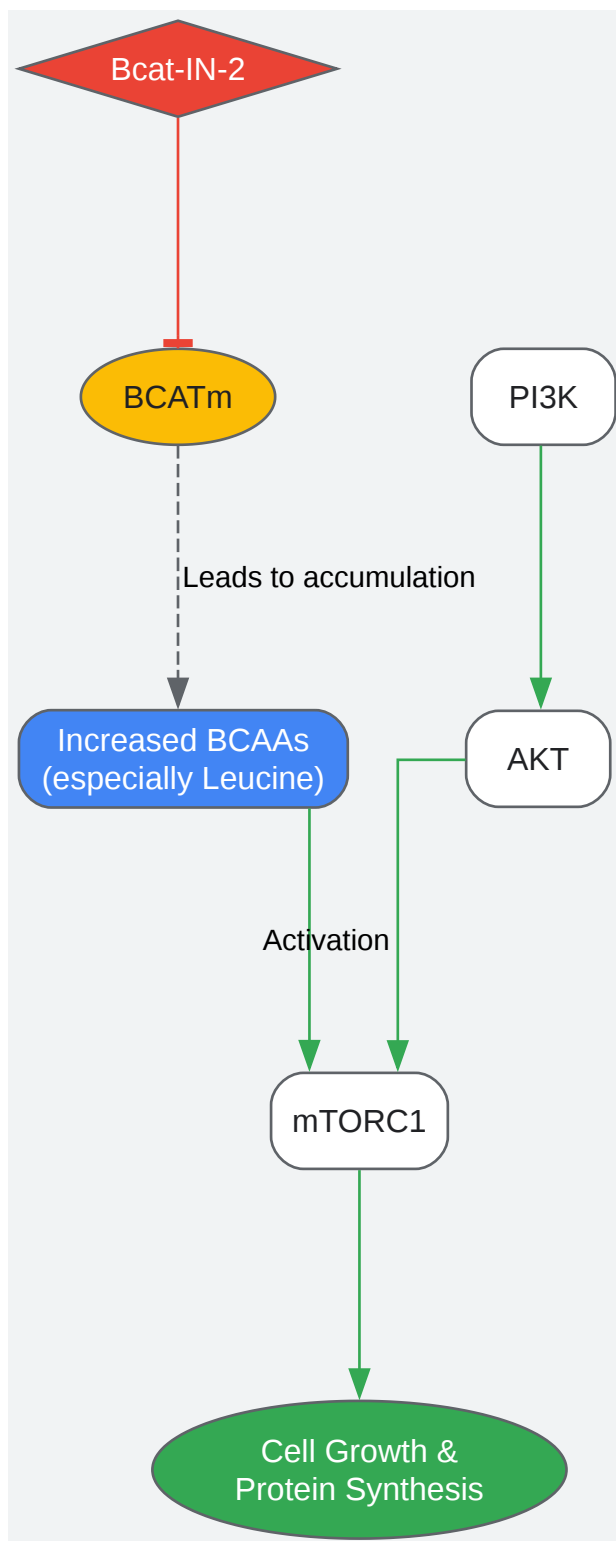 Bcat-IN-2
BCATm
PI3K
Leads to accumulation
Increased BCAAs
(especially Leucine)
AKT
Activation
mTORC1
Cell Growth &
Protein Synthesis